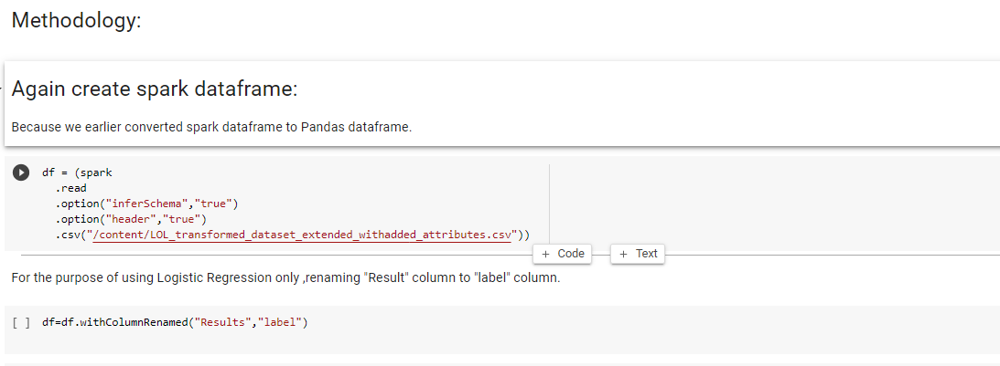 Methodology:
Again create spark dataframe:
Because we earlier converted spark dataframe to Pandas dataframe.
df = (spark
.read
.option("inferSchema","true")
.option("header","true")
.csv("/content/LOL_transformed_dataset_extended_withadded_attributes.csv"))
+ Code + Text
For the purpose of using Logistic Regression only ,renaming "Result" column to "label" column.
[ ] df=df.withColumnRenamed("Results","label")